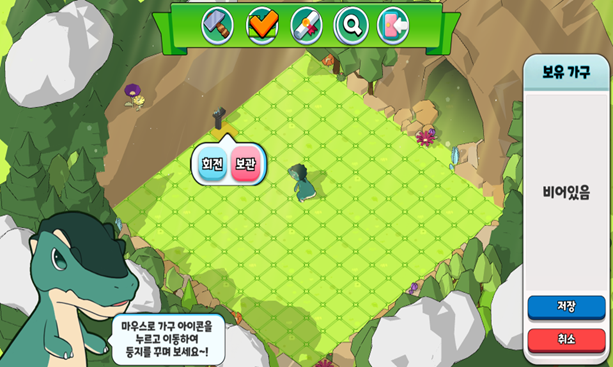 보유 가구
회전
보관
비어있음
마우스로 가구 아이콘을
누르고 이동하여
둥지를 꾸며 보세요~!
저장
취소